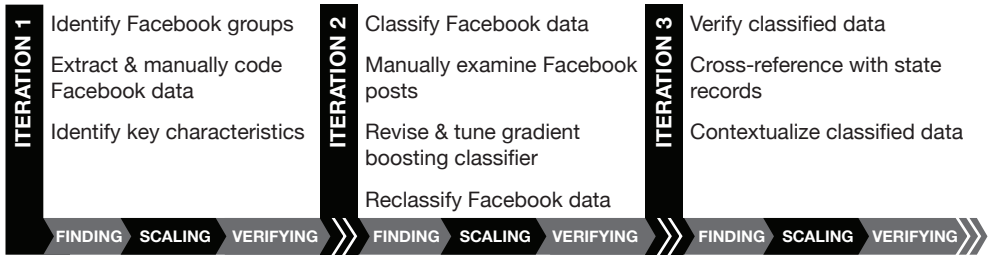 ITERATION 1
Identify Facebook groups
Extract & manually code
Facebook data
Identify key characteristics
ITERATION 2
Classify Facebook data
Manually examine Facebook
posts
Revise & tune gradient
boosting classifier
Reclassify Facebook data
ITERATION 3
Verify classified data
Cross-reference with state
records
Contextualize classified data
FINDING SCALING VERIFYING FINDING SCALING VERIFYING FINDING SCALING VERIFYING